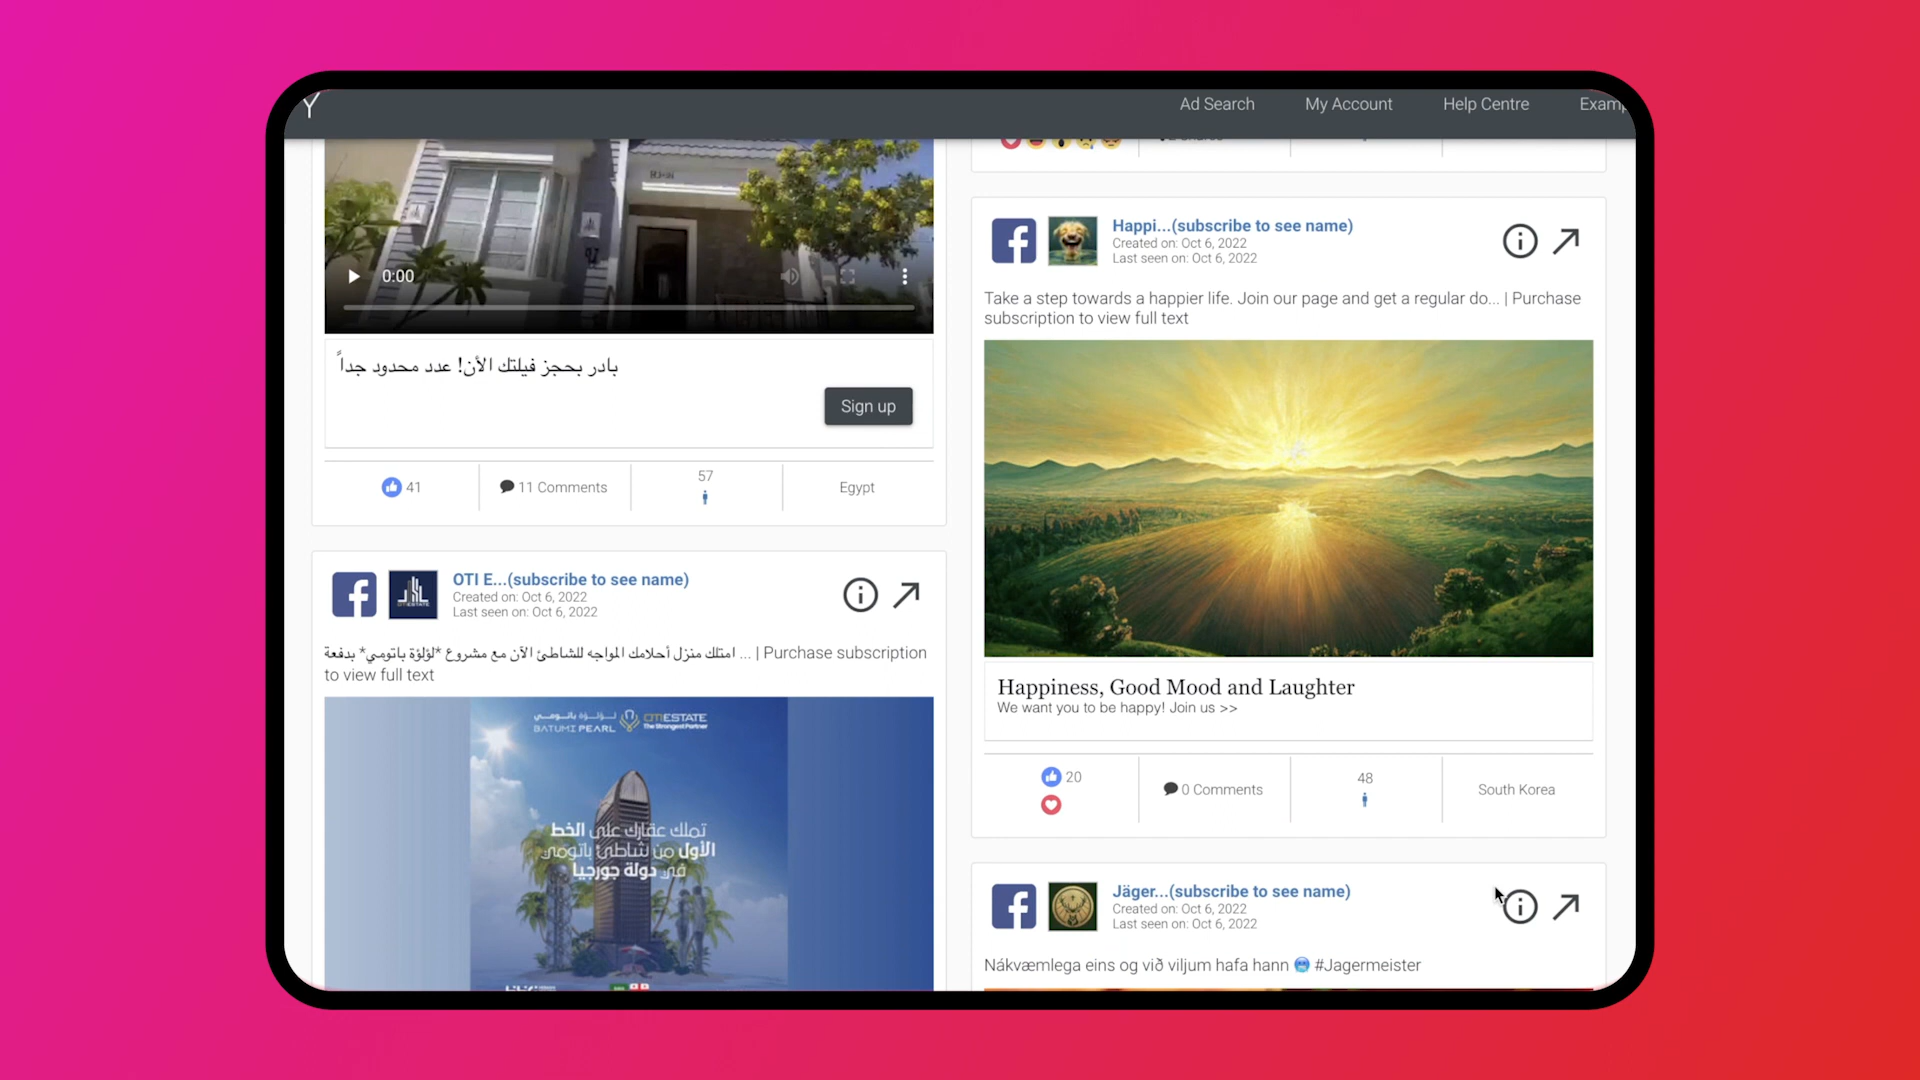 Y
Ad Search
My Account
Help Centre
Examp
0:00
بادر بحجز فيلتك الأن! عدد محدود جداً
Sign up
41
11 Comments
57
Egypt
OTI E...(subscribe to see name)
Created on: Oct 6, 2022
Last seen on: Oct 6, 2022
امتلك منزل أحلامك المواجه للشاطئ الآن مع مشروع *لؤلؤة باتومي* بدفعة ... | Purchase subscription
to view full text
لـؤلـؤة باتـومـي
BATUMI PEARL
OTIESTATE
The Strongest Partner
تملك عقارك على الخط
الأول من شاطئ باتومي
في دولة جورجيا
Happi...(subscribe to see name)
Created on: Oct 6, 2022
Last seen on: Oct 6, 2022
Take a step towards a happier life. Join our page and get a regular do... | Purchase
subscription to view full text
Happiness, Good Mood and Laughter
We want you to be happy! Join us >>
20
0 Comments
48
South Korea
Jäger...(subscribe to see name)
Created on: Oct 6, 2022
Last seen on: Oct 6, 2022
Nákvæmlega eins og við viljum hafa hann 🥶 #Jagermeister